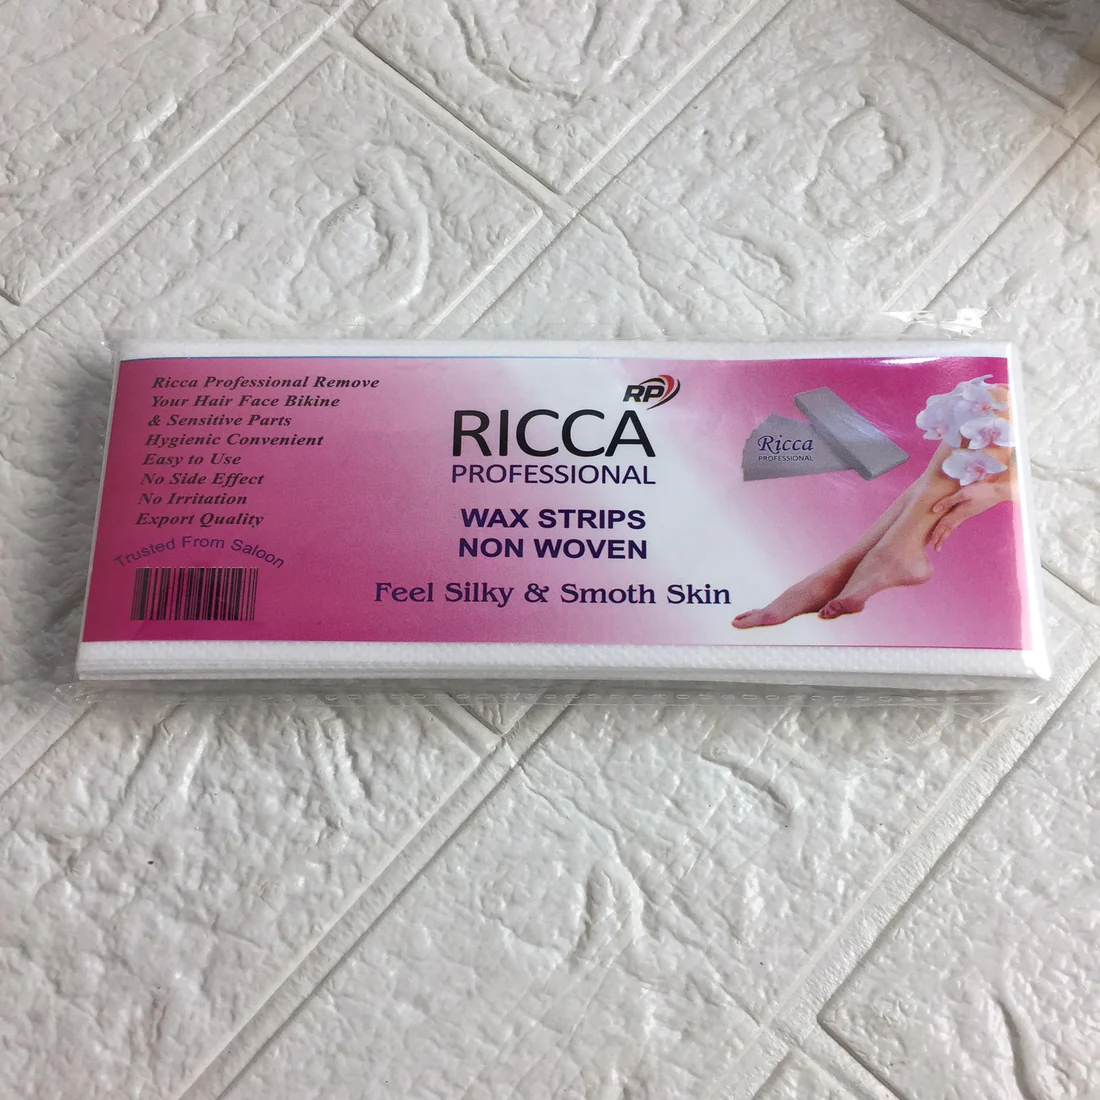 Ricca Professional Remove
Your Hair Face Bikine
& Sensitive Parts
Hygienic Convenient
Easy to Use
No Side Effect
No Irritation
Export Quality
Trusted From Saloon
RP
RICCA
PROFESSIONAL
WAX STRIPS
NON WOVEN
Feel Silky & Smoth Skin
Ricca
PROFESSIONAL